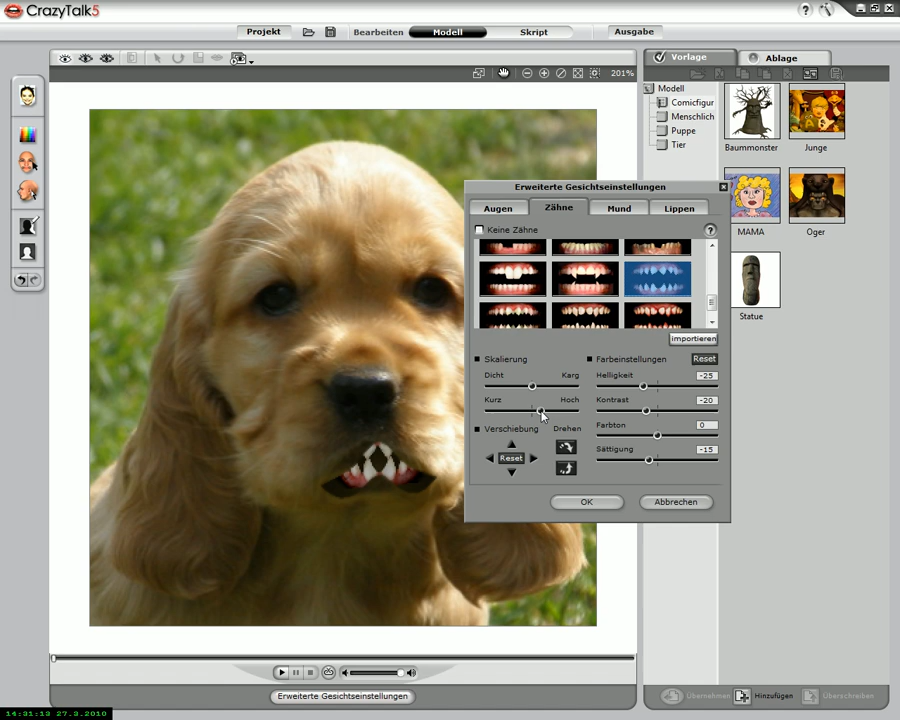 CrazyTalk5
Projekt
Bearbeiten
Modell
Skript
Ausgabe
201%
Vorlage
Ablage
Modell
Comicfigur
Menschlich
Puppe
Tier
Baummonster
Junge
MAMA
Oger
Statue
Erweiterte Gesichtseinstellungen
Augen
Zähne
Mund
Lippen
Keine Zähne
importieren
Skalierung
Farbeinstellungen
Reset
Dicht
Karg
Helligkeit
-25
Kurz
Hoch
Kontrast
-20
Verschiebung
Drehen
Farbton
0
Reset
Sättigung
-15
OK
Abbrechen
Erweiterte Gesichtseinstellungen
Übernehmen
Hinzufügen
Überschreiben
14:31:13 27.3.2010